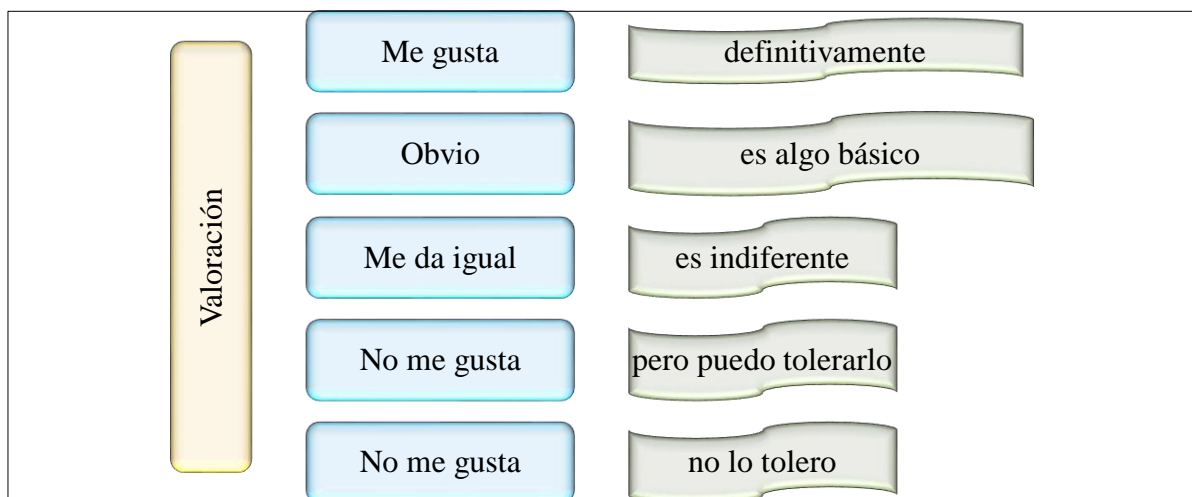 Valoración
Me gusta
definitivamente
Obvio
es algo básico
Me da igual
es indiferente
No me gusta
pero puedo tolerarlo
No me gusta
no lo tolero